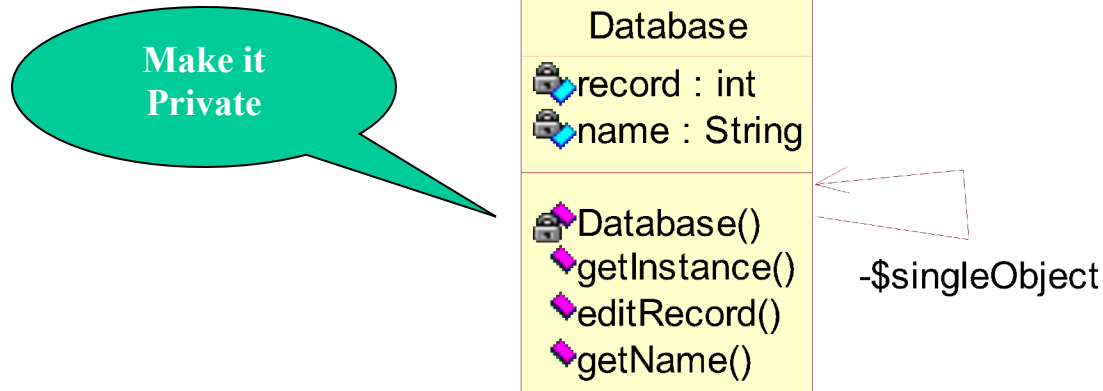 Make it
Private
Database
record : int
name : String
Database()
getInstance()
editRecord()
getName()
-$singleObject